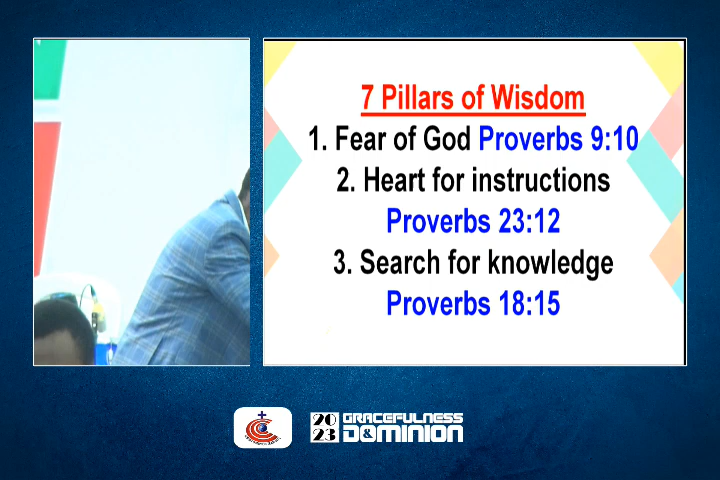 7 Pillars of Wisdom
1. Fear of God Proverbs 9:10
2. Heart for instructions
Proverbs 23:12
3. Search for knowledge
Proverbs 18:15
2023 GRACEFULNESS
& DOMINION